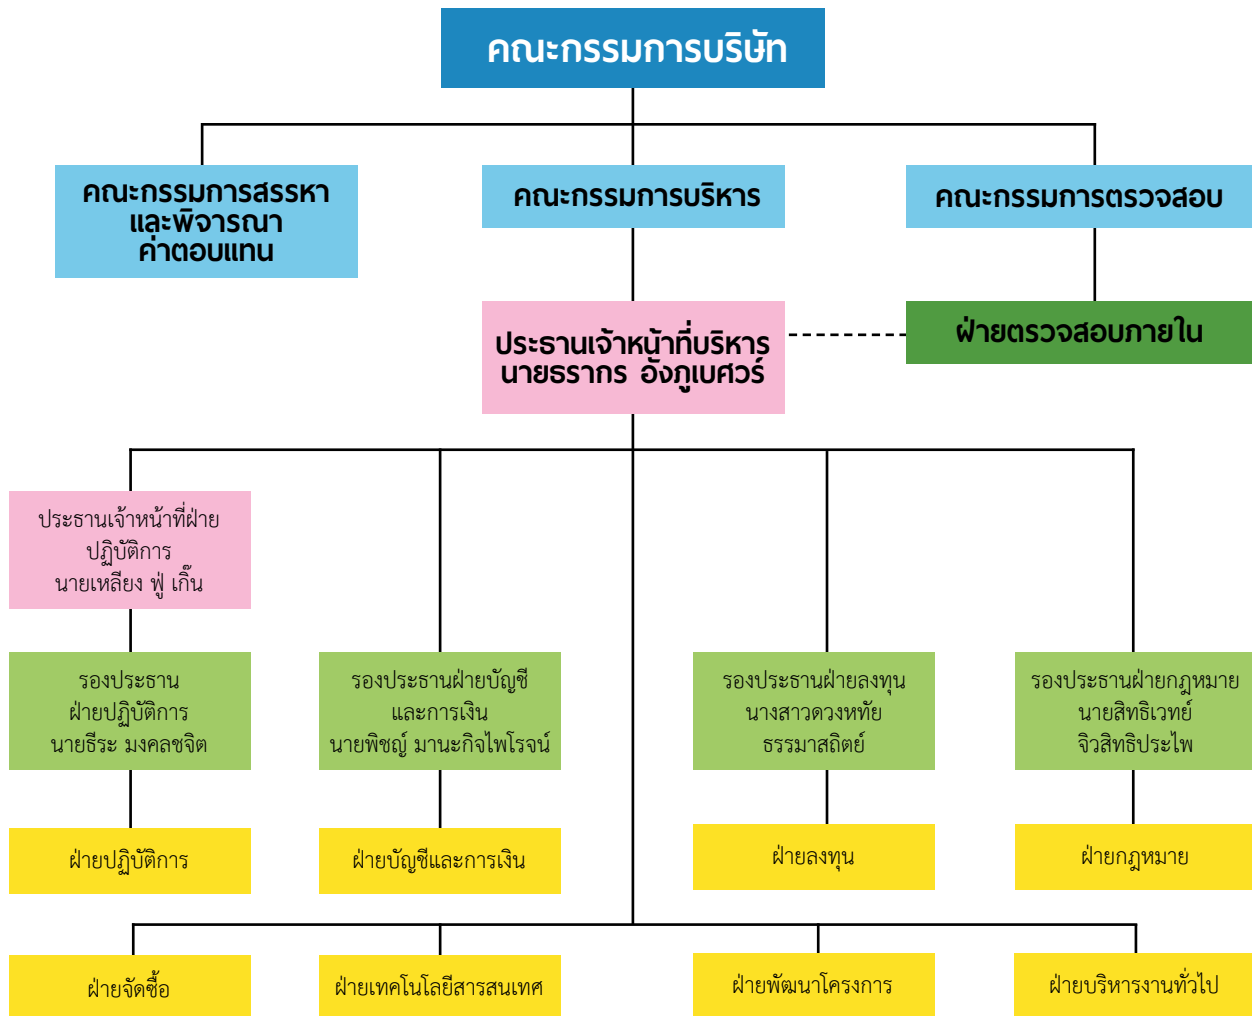 คณะกรรมการบริษัท
คณะกรรมการสรรหา
และพิจารณา
ค่าตอบแทน
คณะกรรมการบริหาร
คณะกรรมการตรวจสอบ
ประธานเจ้าหน้าที่บริหาร
นายธรากร อังภูเบศวร์
ฝ่ายตรวจสอบภายใน
ประธานเจ้าหน้าที่ฝ่าย
ปฏิบัติการ
นายเหลียง ฟู่ เกิ๊น
รองประธาน
ฝ่ายปฏิบัติการ
นายธีระ มงคลชจิต
รองประธานฝ่ายบัญชี
และการเงิน
นายพิชญ์ มานะกิจไพโรจน์
รองประธานฝ่ายลงทุน
นางสาวดวงหทัย
ธรรมาสถิตย์
รองประธานฝ่ายกฎหมาย
นายสิทธิเวทย์
จิวสิทธิประไพ
ฝ่ายปฏิบัติการ
ฝ่ายบัญชีและการเงิน
ฝ่ายลงทุน
ฝ่ายกฎหมาย
ฝ่ายจัดซื้อ
ฝ่ายเทคโนโลยีสารสนเทศ
ฝ่ายพัฒนาโครงการ
ฝ่ายบริหารงานทั่วไป